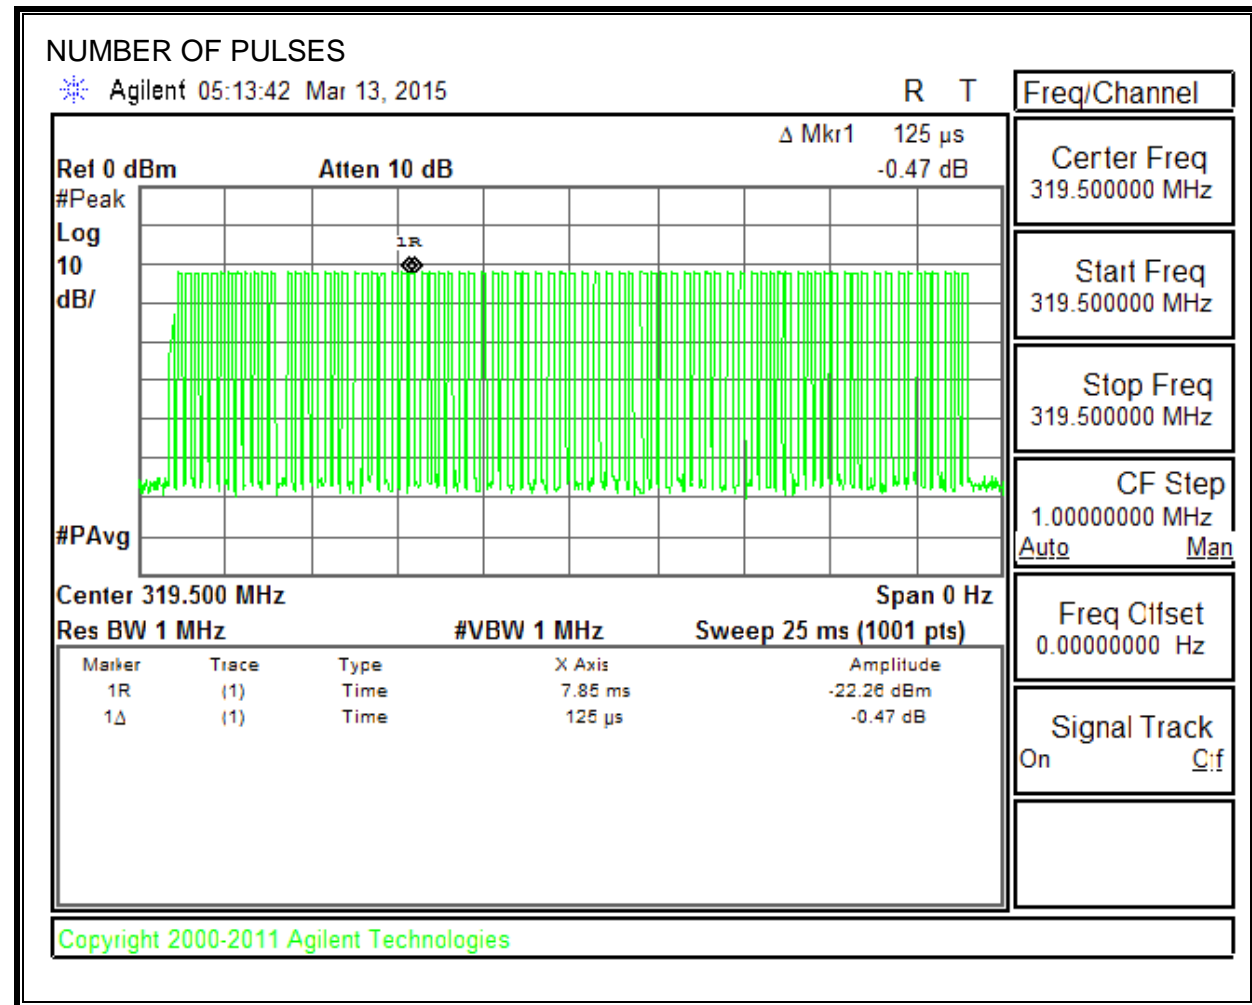 NUMBER OF PULSES
Agilent 05:13:42 Mar 13, 2015 R T
Freq/Channel
Δ Mkr1 125 µs
Ref 0 dBm Atten 10 dB -0.47 dB
#Peak
Log
10
dB/
1R
#PAvg
Center 319.500 MHz Span 0 Hz
Res BW 1 MHz #VBW 1 MHz Sweep 25 ms (1001 pts)
Marker Trace Type X Axis Amplitude
1R (1) Time 7.85 ms -22.26 dBm
1Δ (1) Time 125 µs -0.47 dB
Center Freq
319.500000 MHz
Start Freq
319.500000 MHz
Stop Freq
319.500000 MHz
CF Step
1.00000000 MHz
Auto Man
Freq Offset
0.00000000 Hz
Signal Track
On Off
Copyright 2000-2011 Agilent Technologies